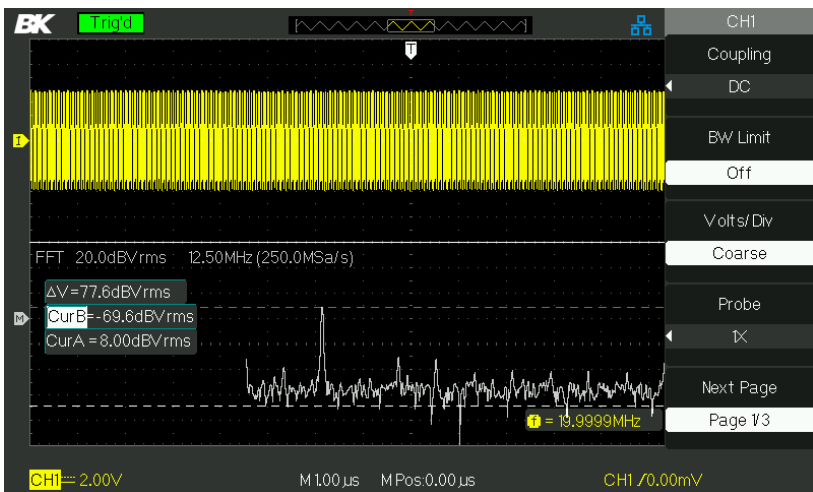 BK Trig'd CH1
T
Coupling
DC
1
BW Limit
Off
Volts/Div
Coarse
FFT 20.0dBVrms 12.50MHz (250.0MSa/s)
ΔV=77.6dBVrms
CurB=-69.6dBVrms
CurA=8.00dBVrms
M
Probe
1X
Next Page
Page 1/3
f = 19.9999MHz
CH1 2.00V M 1.00µs M Pos:0.00µs CH1 / 0.00mV